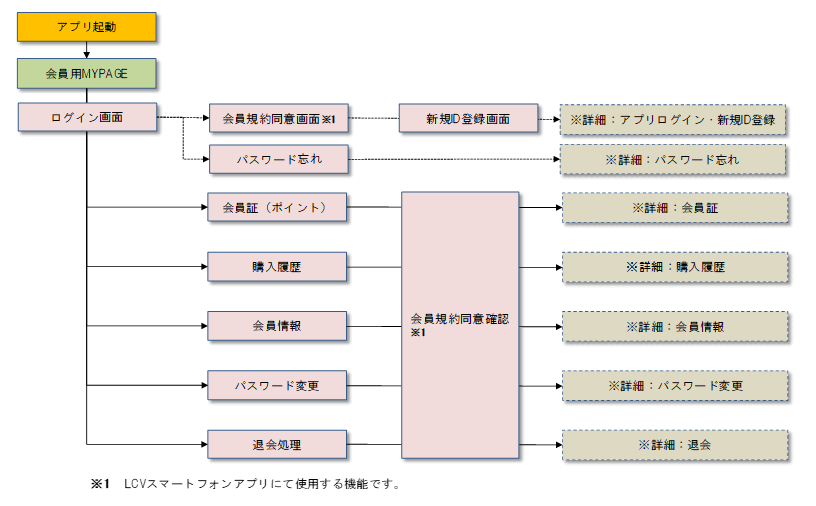 アプリ起動
会員用MYPAGE
ログイン画面
会員規約同意画面※1
新規ID登録画面
※詳細：アプリログイン・新規ID登録
パスワード忘れ
※詳細：パスワード忘れ
会員証（ポイント）
※詳細：会員証
購入履歴
※詳細：購入履歴
会員情報
会員規約同意確認
※1
※詳細：会員情報
パスワード変更
※詳細：パスワード変更
退会処理
※詳細：退会
※1 LCVスマートフォンアプリにて使用する機能です。